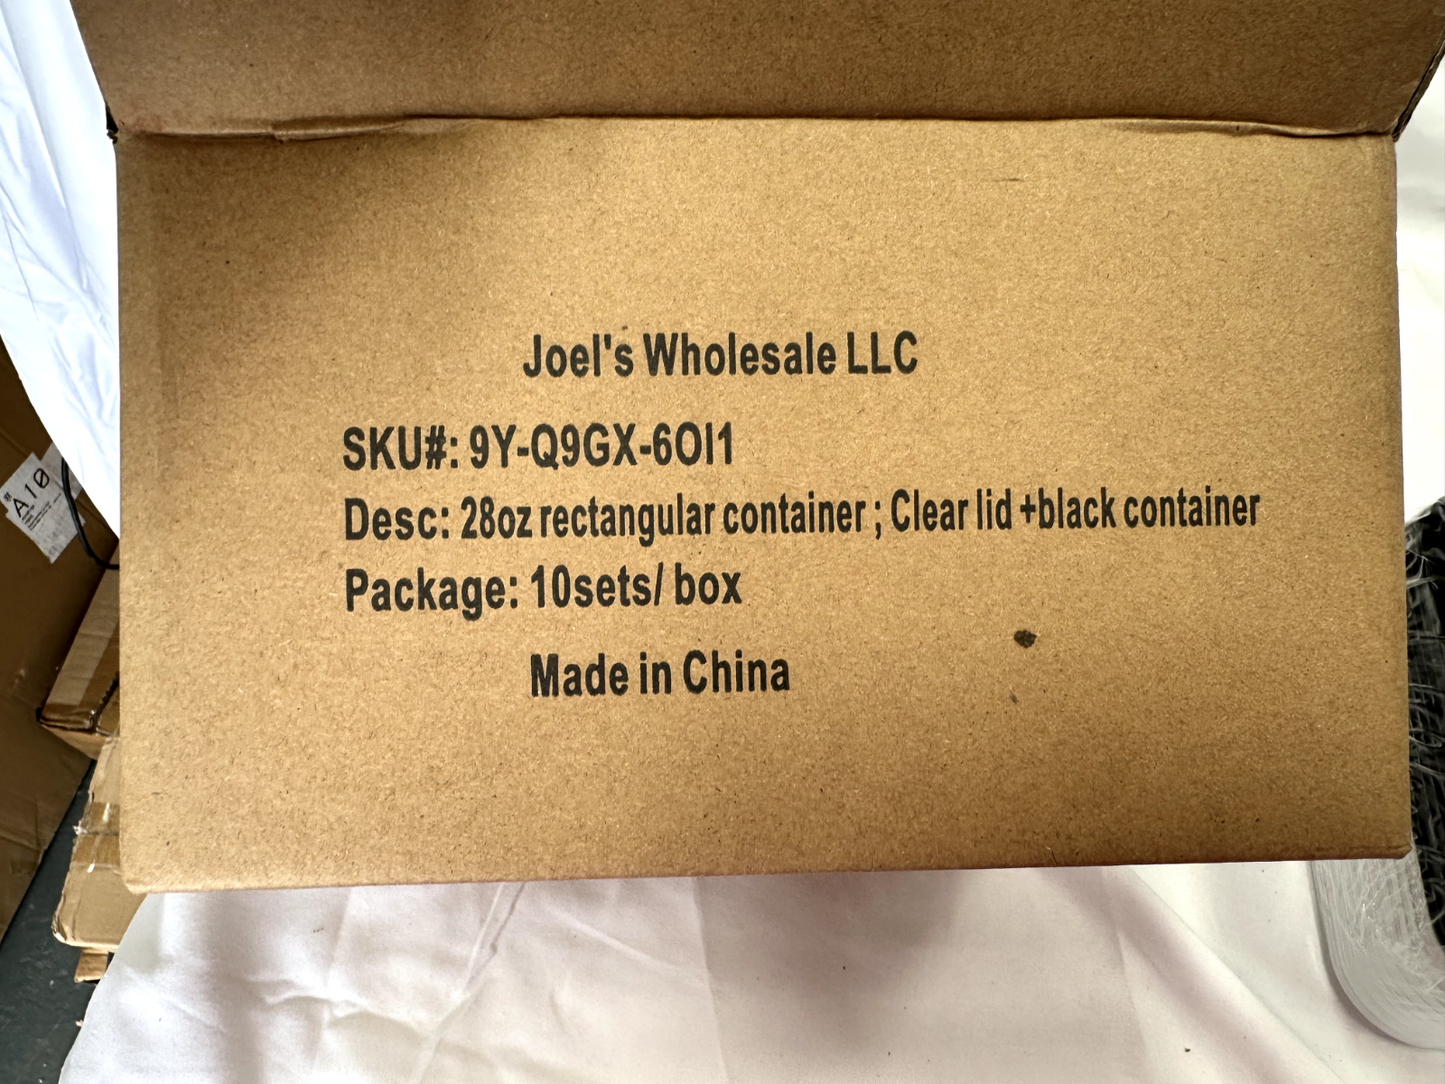 Joel's Wholesale LLC
SKU#: 9Y-Q9GX-6OI1
Desc: 28oz rectangular container ; Clear lid +black container
Package: 10sets/ box
Made in China
A10